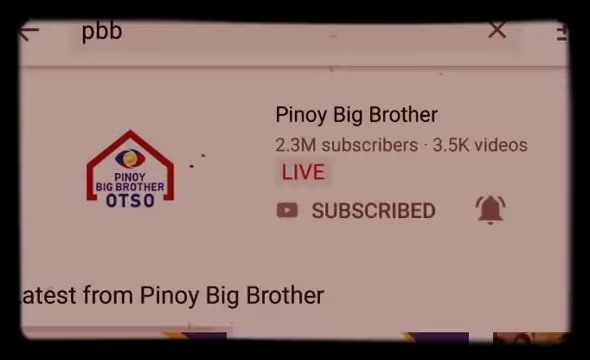 pbb
Pinoy Big Brother
2.3M subscribers · 3.5K videos
LIVE
PINOY
BIG BROTHER
OTSO
SUBSCRIBED
atest from Pinoy Big Brother